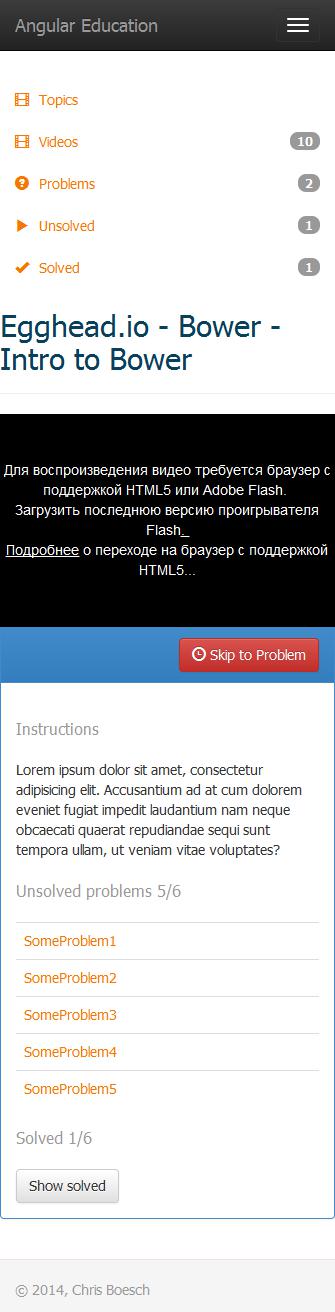 Angular Education
Topics
Videos 10
Problems 2
Unsolved 1
Solved 1
Egghead.io - Bower -
Intro to Bower
Для воспроизведения видео требуется браузер с
поддержкой HTML5 или Adobe Flash.
Загрузить последнюю версию проигрывателя
Flash_
Подробнее о переходе на браузер с поддержкой
HTML5...
Skip to Problem
Instructions
Lorem ipsum dolor sit amet, consectetur
adipisicing elit. Accusantium ad at cum dolorem
eveniet fugiat impedit laudantium nam neque
obcaecati quaerat repudiandae sequi sunt
tempora ullam, ut veniam vitae voluptates?
Unsolved problems 5/6
SomeProblem1
SomeProblem2
SomeProblem3
SomeProblem4
SomeProblem5
Solved 1/6
Show solved
© 2014, Chris Boesch